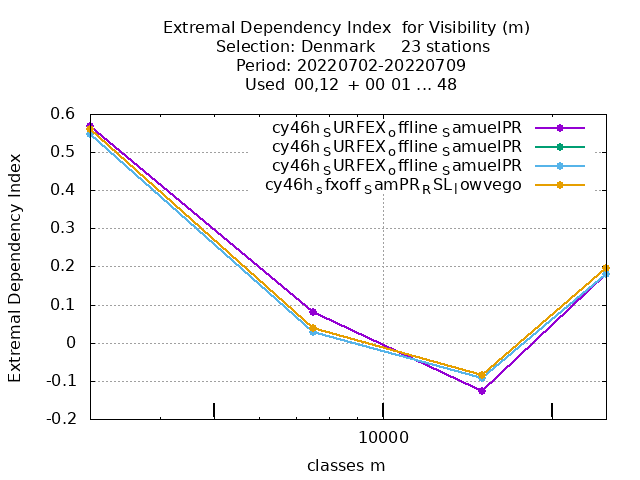 Extremal Dependency Index for Visibility (m)
Selection: Denmark 23 stations
Period: 20220702-20220709
Used 00,12 + 00 01 ... 48
0.6
0.5
0.4
0.3
0.2
0.1
0
-0.1
-0.2
Extremal Dependency Index
cy46h_SURFEX_offline_SamuelPR
cy46h_SURFEX_offline_SamuelPR
cy46h_SURFEX_offline_SamuelPR
cy46h_sfxoff_SamPR_RSL_lowvego
10000
classes m